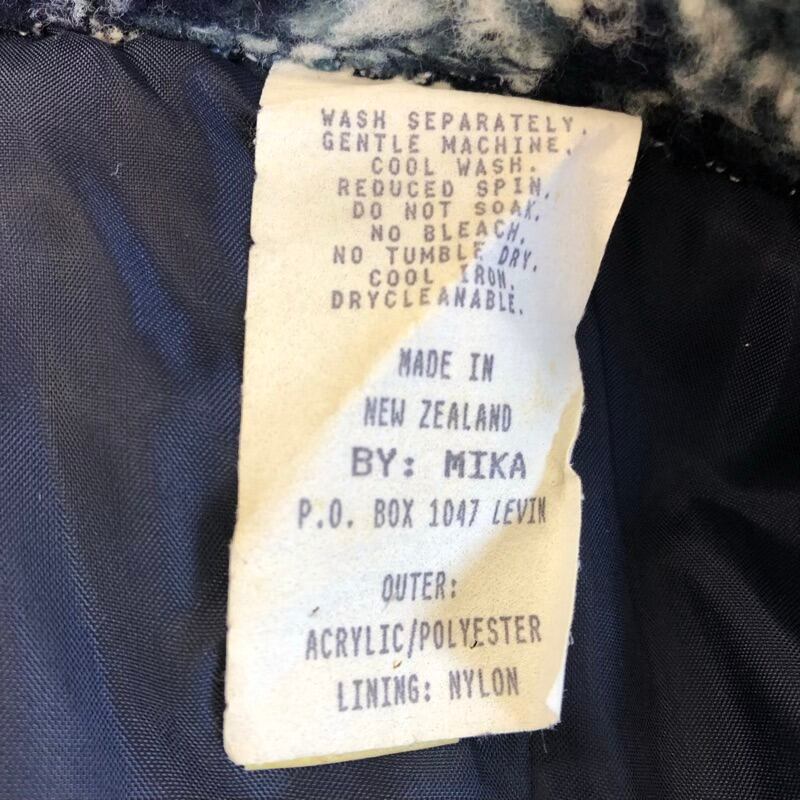 WASH SEPARATELY.
GENTLE MACHINE.
COOL WASH.
REDUCED SPIN.
DO NOT SOAK.
NO BLEACH.
NO TUMBLE DRY.
COOL IRON.
DRYCLEANABLE.
MADE IN
NEW ZEALAND
BY: MIKA
P.O. BOX 1047 LEVIN
OUTER:
ACRYLIC/POLYESTER
LINING: NYLON